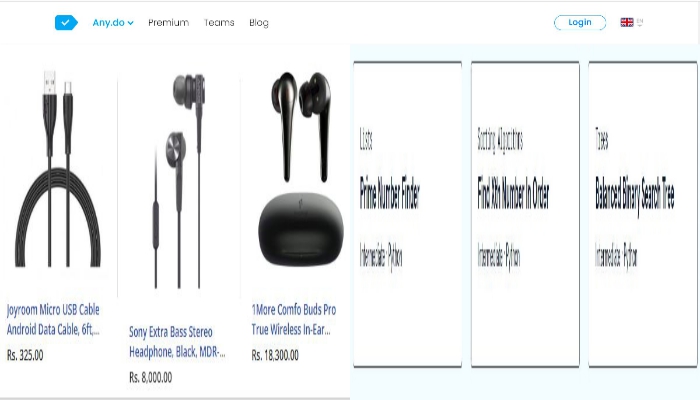 Any.do
Premium
Teams
Blog
Login
EN
Joyroom Micro USB Cable
Android Data Cable, 6ft,...
Rs. 325.00
Sony Extra Bass Stereo
Headphone, Black, MDR-...
Rs. 8,000.00
1More Comfo Buds Pro
True Wireless In-Ear...
Rs. 18,300.00
Lists
Prime Number Finder
Intermediate · Python
Sorting Algorithms
Find Xth Number In Order
Intermediate · Python
Trees
Balanced Binary Search Tree
Intermediate · Python